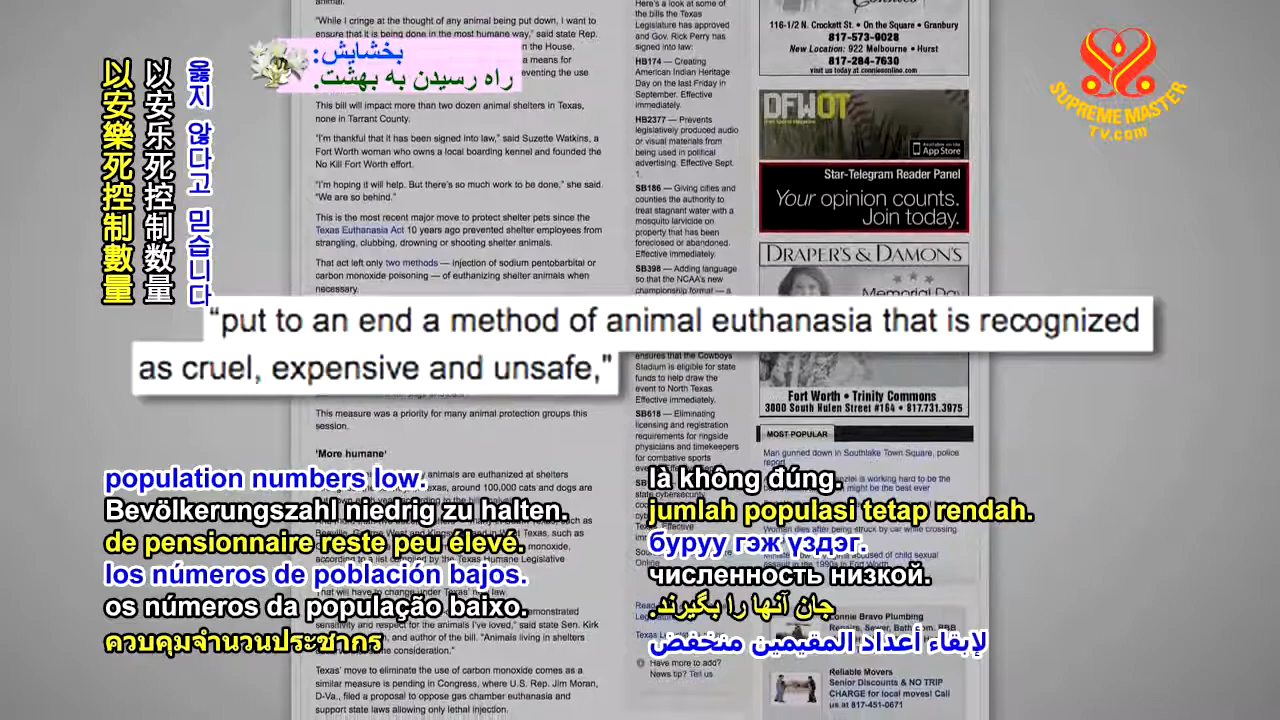 animal.
"While I cringe at the thought of any animal being put down, I want to
ensure that it is being done in the most humane way," said state Rep.
n the House.
a means for
eventing the use
This bill will impact more than two dozen animal shelters in Texas,
none in Tarrant County.
"I'm thankful that it has been signed into law," said Suzette Watkins, a
Fort Worth woman who owns a local boarding kennel and founded the
No Kill Fort Worth effort.
"I'm hoping it will help. But there's so much work to be done," she said.
"We are so behind."
This is the most recent major move to protect shelter pets since the
Texas Euthanasia Act 10 years ago prevented shelter employees from
strangling, clubbing, drowning or shooting shelter animals.
That act left only two methods — injection of sodium pentobarbital or
carbon monoxide poisoning — of euthanizing shelter animals when
necessary.
Here's a look at some of
the bills the Texas
Legislature has approved
and Gov. Rick Perry has
signed into law:
HB174 — Creating
American Indian Heritage
Day on the last Friday in
September. Effective
immediately.
HB2377 — Prevents
legislatively produced audio
or visual materials from
being used in political
advertising. Effective Sept.
1.
SB186 — Giving cities and
counties the authority to
treat stagnant water with a
mosquito larvicide on
property that has been
foreclosed or abandoned.
Effective immediately.
SB398 — Adding language
so that the NCAA's new
championship format — a
116-1/2 N. Crockett St. • On the Square • Granbury
817-573-9028
New Location: 922 Melbourne • Hurst
817-284-7630
visit us today at connieosonline.com
DFWOT
Available on the
App Store
Star-Telegram Reader Panel
Your opinion counts.
Join today.
DRAPER'S & DAMON'S
Memorial Day
SUPREME MASTER
TV.com
بخشایش:
راه رسیدن به بهشت.
옳지 않다고 믿습니다
以安乐死控制数量
以安樂死控制數量
"put to an end a method of animal euthanasia that is recognized
as cruel, expensive and unsafe,"
ensures that the Cowboys
Stadium is eligible for state
funds to help draw the
event to North Texas
Effective immediately.
SB618 — Eliminating
licensing and registration
requirements for ringside
physicians and timekeepers
for combative sports
Fort Worth • Trinity Commons
3000 South Hulen Street #164 • 817.731.3975
MOST POPULAR
Man gunned down in Southlake Town Square, police
report
This measure was a priority for many animal protection groups this
session.
'More humane'
population numbers low.
Bevölkerungszahl niedrig zu halten.
de pensionnaire reste peu élevé.
los números de población bajos.
os números da população baixo.
ควบคุมจำนวนประชากร
là không đúng.
jumlah populasi tetap rendah.
буруу гэж үздэг.
численность низкой.
جان آنها را بگیرند.
لإبقاء أعداد المقيمين منخفض
Texas' move to eliminate the use of carbon monoxide comes as a
similar measure is pending in Congress, where U.S. Rep. Jim Moran,
D-Va., filed a proposal to oppose gas chamber euthanasia and
support state laws allowing only lethal injection.
Have more to add?
News tip? Tell us
Connie Bravo Plumbing
Reliable Movers
Senior Discounts & NO TRIP
CHARGE for local moves! Call
us at 817-451-0671